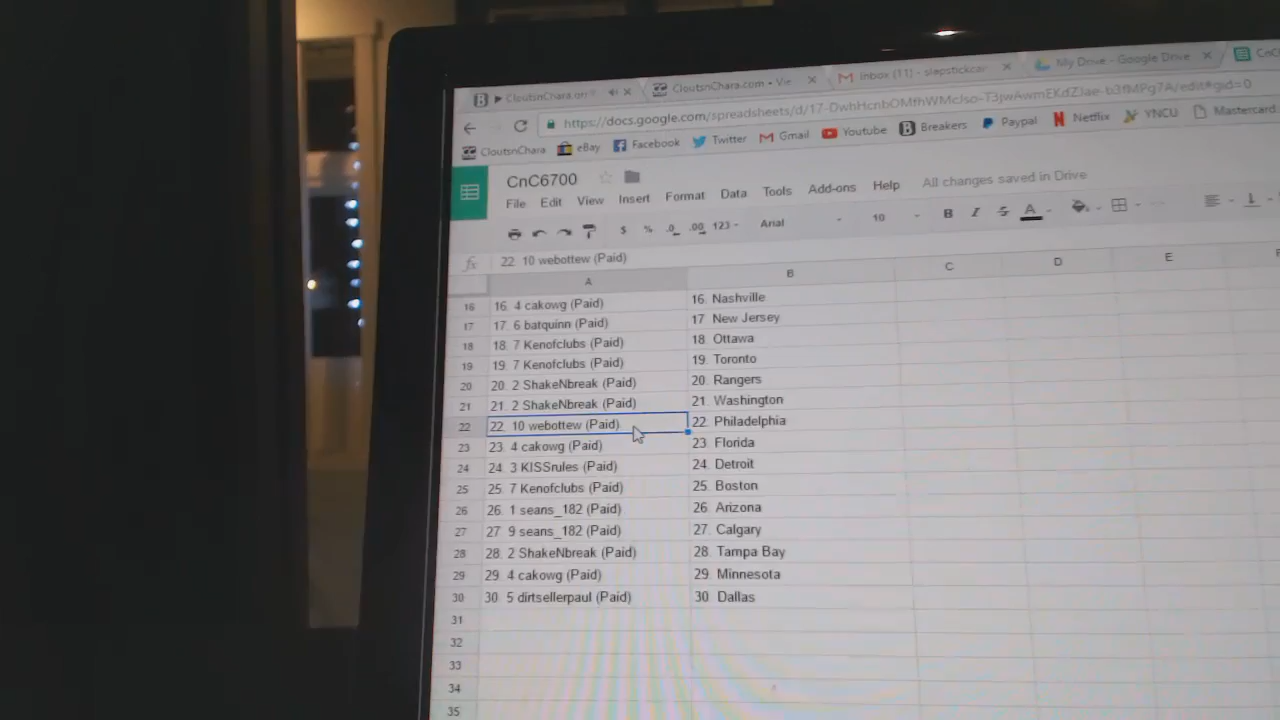 CloutsnChara.on
CloutsnChara.com • Vie
Inbox (11) - slapstickcar
My Drive - Google Drive
CnC
https://docs.google.com/spreadsheets/d/
CloutsnChara eBay Facebook Twitter Gmail Youtube Breakers Paypal Netflix YNCU Mastercard
CnC6700
File Edit View Insert Format Data Tools Add-ons Help All changes saved in Drive
$ % .0 .00 123 Arial 10 B I S A
fx 22. 10 webottew (Paid)
A B C D E F
16 16. 4 cakowg (Paid) 16. Nashville
17 17. 6 batquinn (Paid) 17. New Jersey
18 18. 7 Kenofclubs (Paid) 18. Ottawa
19 19. 7 Kenofclubs (Paid) 19. Toronto
20 20. 2 ShakeNbreak (Paid) 20. Rangers
21 21. 2 ShakeNbreak (Paid) 21. Washington
22 22. 10 webottew (Paid) 22. Philadelphia
23 23. 4 cakowg (Paid) 23. Florida
24 24. 3 KISSrules (Paid) 24. Detroit
25 25. 7 Kenofclubs (Paid) 25. Boston
26 26. 1 seans_182 (Paid) 26. Arizona
27 27. 9 seans_182 (Paid) 27. Calgary
28 28. 2 ShakeNbreak (Paid) 28. Tampa Bay
29 29. 4 cakowg (Paid) 29. Minnesota
30 30. 5 dirtsellerpaul (Paid) 30. Dallas
31
32
33
34
35